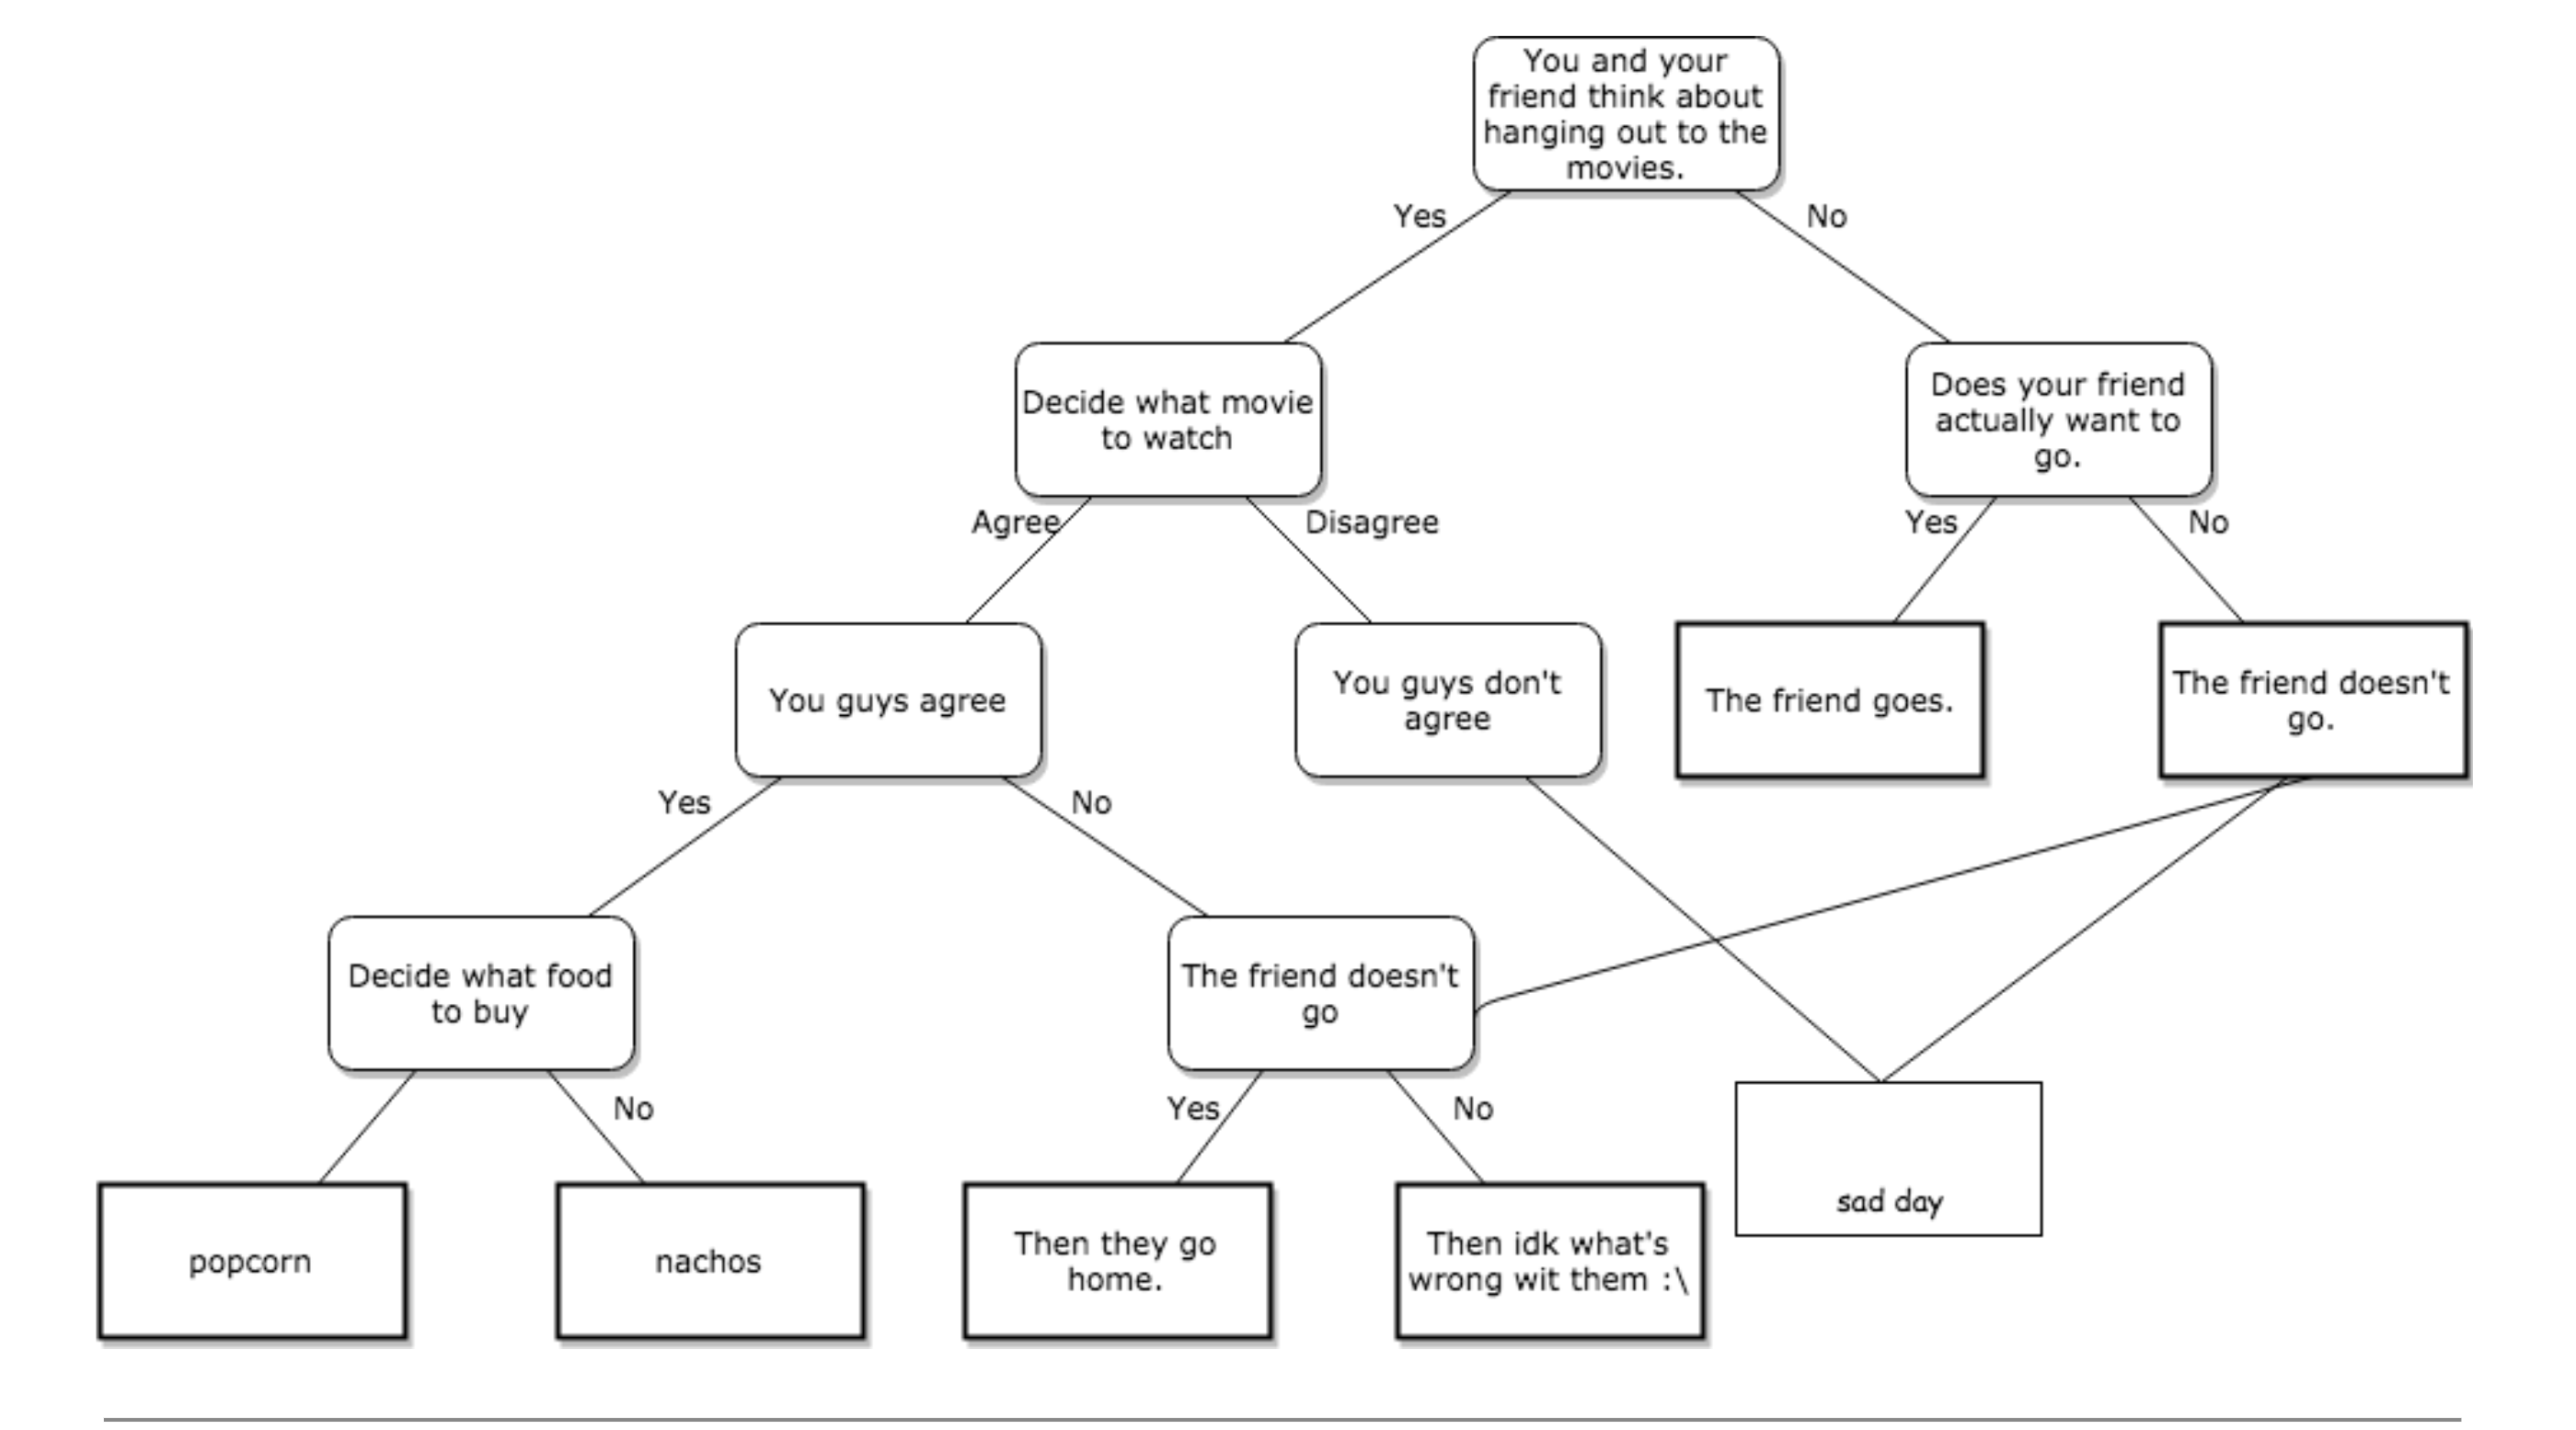 You and your
friend think about
hanging out to the
movies.
Yes
No
Decide what movie
to watch
Does your friend
actually want to
go.
Agree
Disagree
Yes
No
You guys agree
You guys don't
agree
The friend goes.
The friend doesn't
go.
Yes
No
Decide what food
to buy
The friend doesn't
go
No
Yes
No
sad day
popcorn
nachos
Then they go
home.
Then idk what's
wrong wit them :\